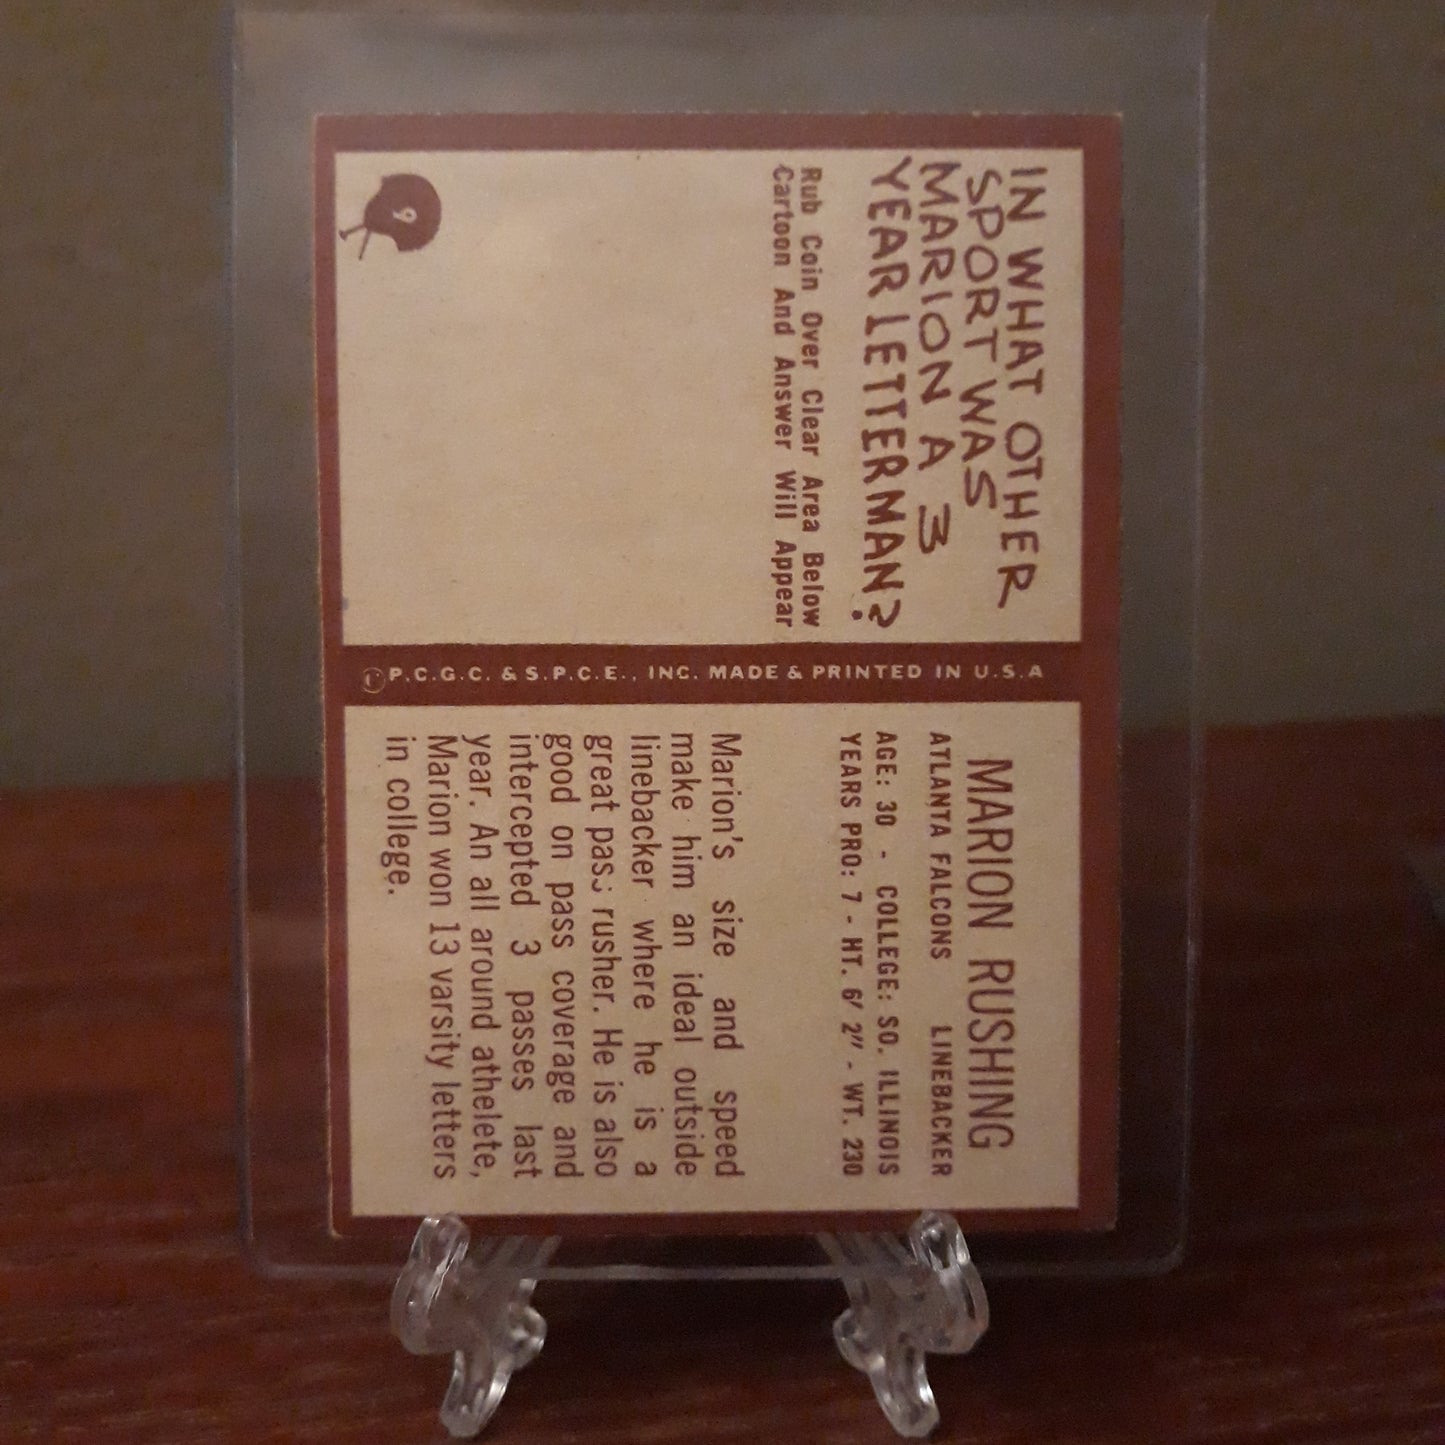 IN WHAT OTHER
SPORT WAS
MARION A 3
YEAR LETTERMAN?
Rub Coin Over Clear Area Below
Cartoon And Answer Will Appear
9
© P.C.G.C. & S.P.C.E., INC. MADE & PRINTED IN U.S.A
MARION RUSHING
ATLANTA FALCONS LINEBACKER
AGE: 30 - COLLEGE: SO. ILLINOIS
YEARS PRO: 7 - HT. 6' 2" - WT. 230
Marion's size and speed
make him an ideal outside
linebacker where he is a
great pass rusher. He is also
good on pass coverage and
intercepted 3 passes last
year. An all around athelete,
Marion won 13 varsity letters
in college.